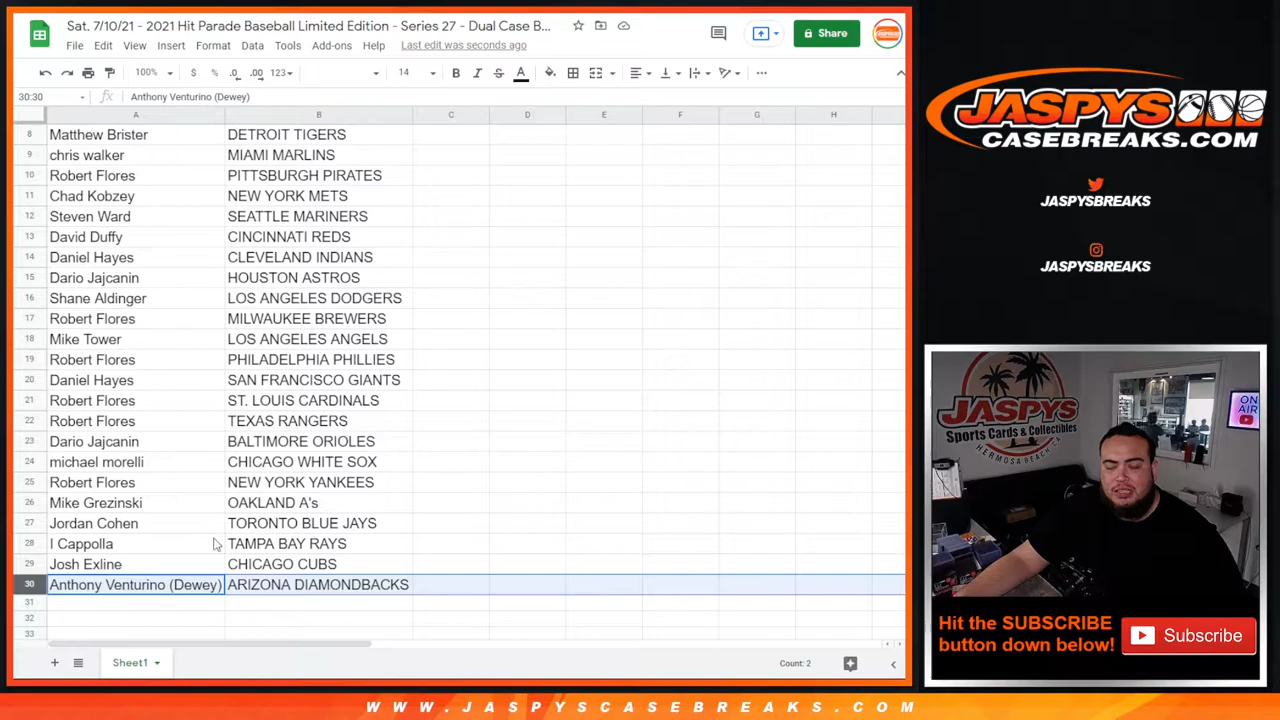 Sat. 7/10/21 - 2021 Hit Parade Baseball Limited Edition - Series 27 - Dual Case B...
File Edit View Insert Format Data Tools Add-ons Help Last edit was seconds ago
Share
100% $ % .0 .00 123 14 B I S A
30:30 fx Anthony Venturino (Dewey)
A B C D E F G H
8 Matthew Brister DETROIT TIGERS
9 chris walker MIAMI MARLINS
10 Robert Flores PITTSBURGH PIRATES
11 Chad Kobzey NEW YORK METS
12 Steven Ward SEATTLE MARINERS
13 David Duffy CINCINNATI REDS
14 Daniel Hayes CLEVELAND INDIANS
15 Dario Jajcanin HOUSTON ASTROS
16 Shane Aldinger LOS ANGELES DODGERS
17 Robert Flores MILWAUKEE BREWERS
18 Mike Tower LOS ANGELES ANGELS
19 Robert Flores PHILADELPHIA PHILLIES
20 Daniel Hayes SAN FRANCISCO GIANTS
21 Robert Flores ST. LOUIS CARDINALS
22 Robert Flores TEXAS RANGERS
23 Dario Jajcanin BALTIMORE ORIOLES
24 michael morelli CHICAGO WHITE SOX
25 Robert Flores NEW YORK YANKEES
26 Mike Grezinski OAKLAND A's
27 Jordan Cohen TORONTO BLUE JAYS
28 I Cappolla TAMPA BAY RAYS
29 Josh Exline CHICAGO CUBS
30 Anthony Venturino (Dewey) ARIZONA DIAMONDBACKS
31
32
33
Sheet1
Count: 2
JASPYS
CASEBREAKS.COM
JASPYSBREAKS
JASPYSBREAKS
JASPYS
Sports Cards & Collectibles
HERMOSA BEACH, CA
ON
AIR
Hit the SUBSCRIBE
button down below!
Subscribe
WWW.JASPYSCASEBREAKS.COM